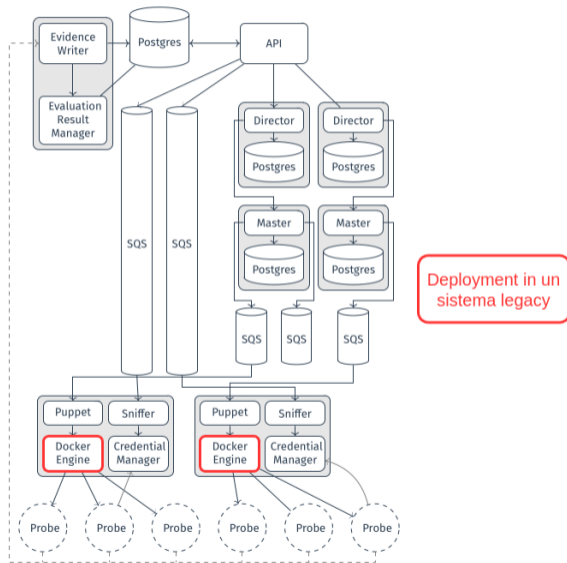 Evidence
Writer
Postgres
API
Evaluation
Result
Manager
Director
Director
Postgres
Postgres
Master
Master
SQS
SQS
Postgres
Postgres
Deployment in un
sistema legacy
SQS
SQS
SQS
Puppet
Sniffer
Puppet
Sniffer
Docker
Engine
Credential
Manager
Docker
Engine
Credential
Manager
Probe
Probe
Probe
Probe
Probe
Probe